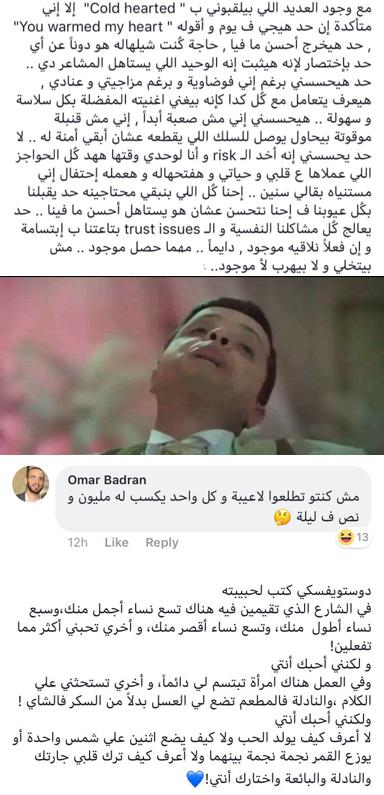 مع وجود العديد اللي بيلقبوني ب " Cold hearted" إلا إني
متأكدة إن حد هيجي ف يوم و أقوله " You warmed my heart"
, حد هيخرج أحسن ما فيا , حاجة كُنت شيلهاله هو دوناً عن أي
حد بإختصار لإنه هيثبت إنه الوحيد اللي يستاهل المشاعر دي ..
حد هيحسسني برغم إني فوضاوية و برغم مزاجيتي و عنادي ,
هيعرف يتعامل مع كُل كدا كإنه بيغني اغنيته المفضلة بكل سلاسة
و سهولة .. هيحسسني إني مش صعبة أبداً , إني مش قنبلة
موقوتة بيحاول يوصل للسلك اللي يقطعه عشان أبقي أمنة له .. لا
حد يحسسني إنه أخد الـ risk و أنا لوحدي وقتها ههد كُل الحواجز
اللي عملاها ع قلبي و حياتي و هفتحهاله و هعمله إحتفال إني
مستنياه بقالي سنين .. إحنا كُل اللي بنبقي محتاجينه حد يقبلنا
بكُل عيوبنا ف إحنا نتحسن عشان هو يستاهل أحسن ما فينا .. حد
يعالج كُل مشاكلنا النفسية و الـ trust issues بتاعتنا ب إبتسامة
و إن فعلاً نلاقيه موجود , دايماً .. مهما حصل موجود .. مش
بيتخلي و لا بيهرب لأ موجود..
Omar Badran
مش كنتو تطلعوا لاعيبة و كل واحد يكسب له مليون و
نص ف ليلة 🤔
12h Like Reply 😆 13
دوستويفسكي كتب لحبيبته
في الشارع الذي تقيمين فيه هناك تسع نساء أجمل منك،وسبع
نساء أطول منك، وتسع نساء أقصر منك، و أخري تحبني أكثر مما
تفعلين!
و لكنني أحبك أنتي
وفي العمل هناك امرأة تبتسم لي دائماً، و أخري تستحثني علي
الكلام ،والنادلة فالمطعم تضع لي العسل بدلاً من السكر فالشاي !
ولكنني أحبك أنتي
لا أعرف كيف يولد الحب ولا كيف يضع اثنين علي شمس واحدة أو
يوزع القمر نجمة نجمة بينهما ولا أعرف كيف ترك قلبي جارتك
والنادلة والبائعة واختارك أنتي!💙